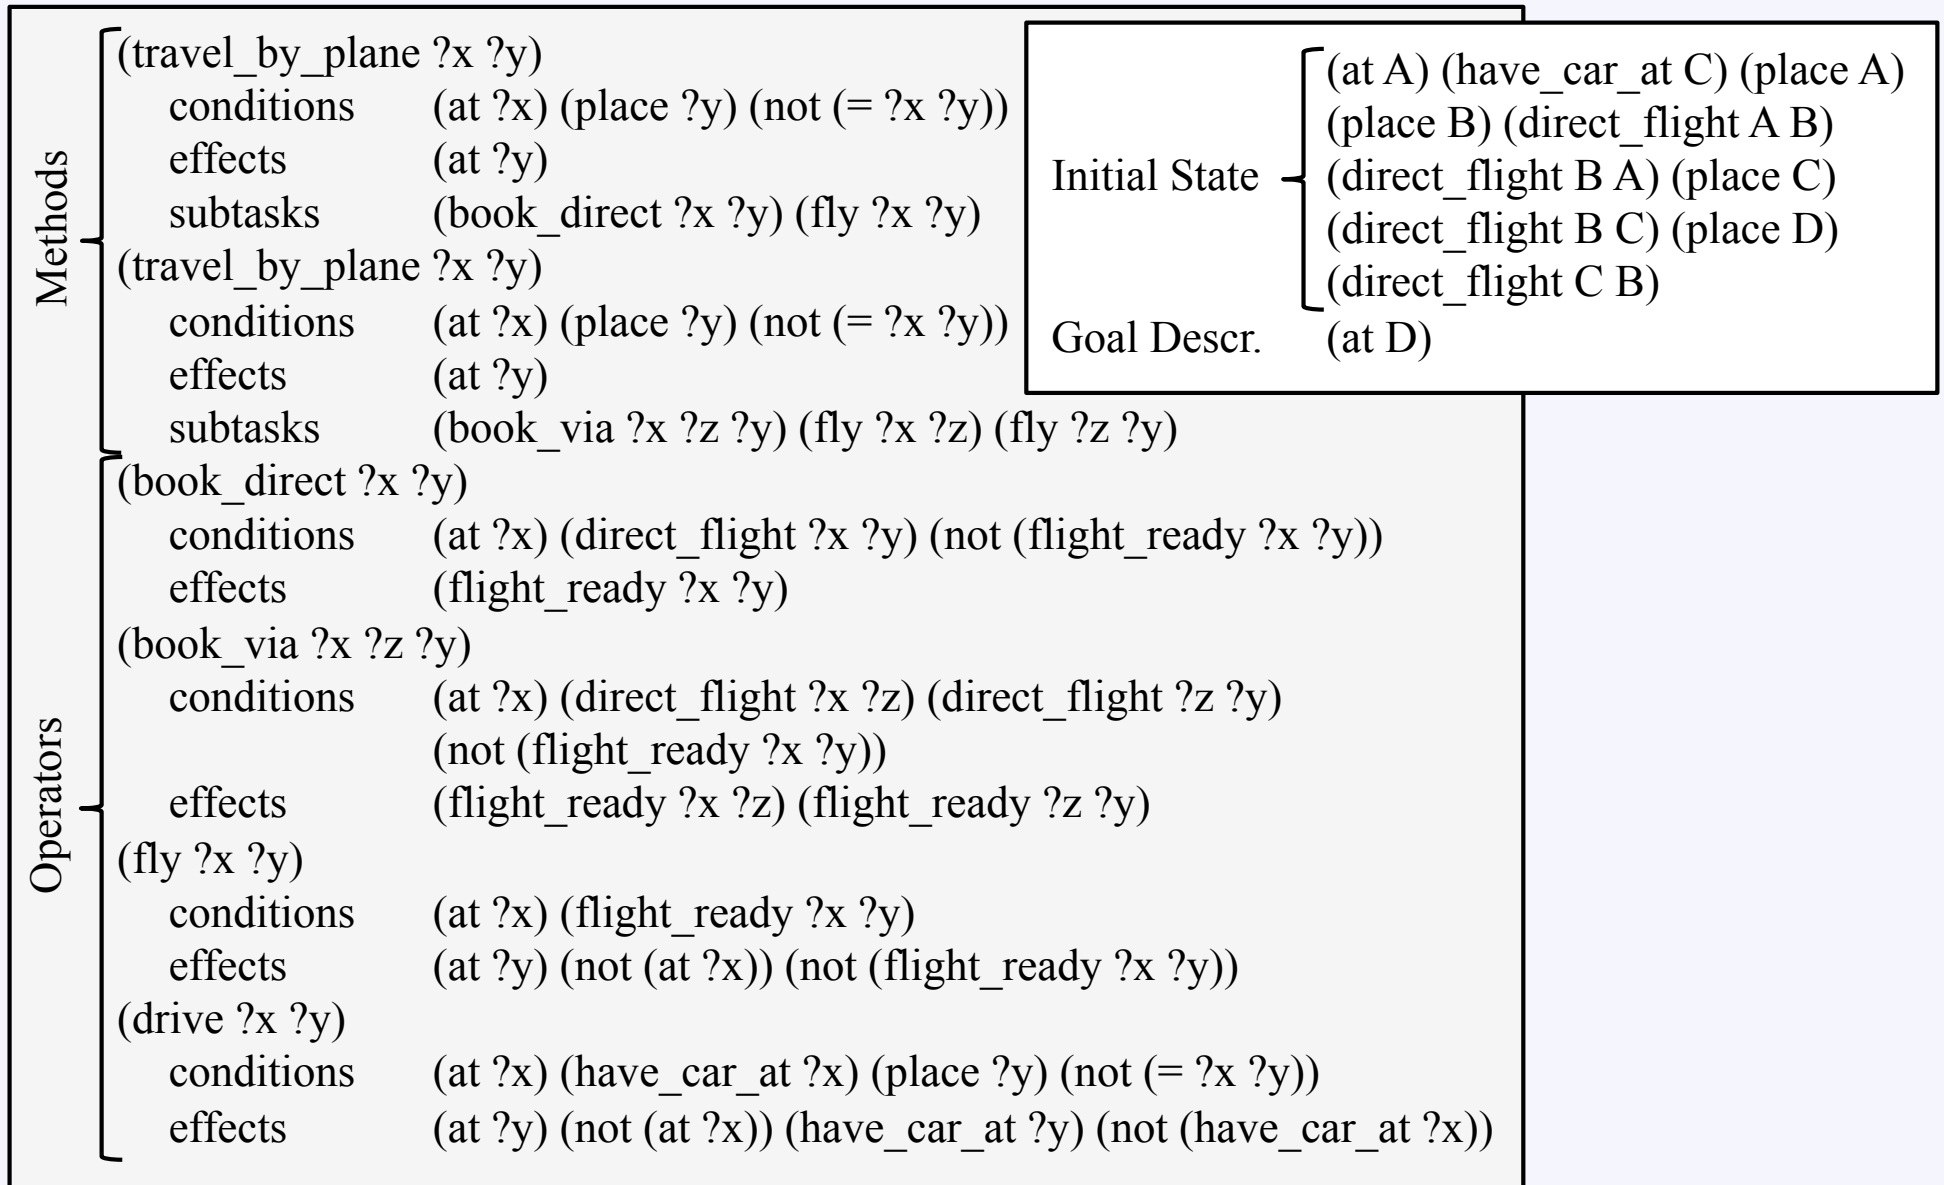 Methods
(travel_by_plane ?x ?y)
conditions (at ?x) (place ?y) (not (= ?x ?y))
effects (at ?y)
subtasks (book_direct ?x ?y) (fly ?x ?y)
(travel_by_plane ?x ?y)
conditions (at ?x) (place ?y) (not (= ?x ?y))
effects (at ?y)
subtasks (book_via ?x ?z ?y) (fly ?x ?z) (fly ?z ?y)
Operators
(book_direct ?x ?y)
conditions (at ?x) (direct_flight ?x ?y) (not (flight_ready ?x ?y))
effects (flight_ready ?x ?y)
(book_via ?x ?z ?y)
conditions (at ?x) (direct_flight ?x ?z) (direct_flight ?z ?y)
(not (flight_ready ?x ?y))
effects (flight_ready ?x ?z) (flight_ready ?z ?y)
(fly ?x ?y)
conditions (at ?x) (flight_ready ?x ?y)
effects (at ?y) (not (at ?x)) (not (flight_ready ?x ?y))
(drive ?x ?y)
conditions (at ?x) (have_car_at ?x) (place ?y) (not (= ?x ?y))
effects (at ?y) (not (at ?x)) (have_car_at ?y) (not (have_car_at ?x))
Initial State
(at A) (have_car_at C) (place A)
(place B) (direct_flight A B)
(direct_flight B A) (place C)
(direct_flight B C) (place D)
(direct_flight C B)
Goal Descr. (at D)